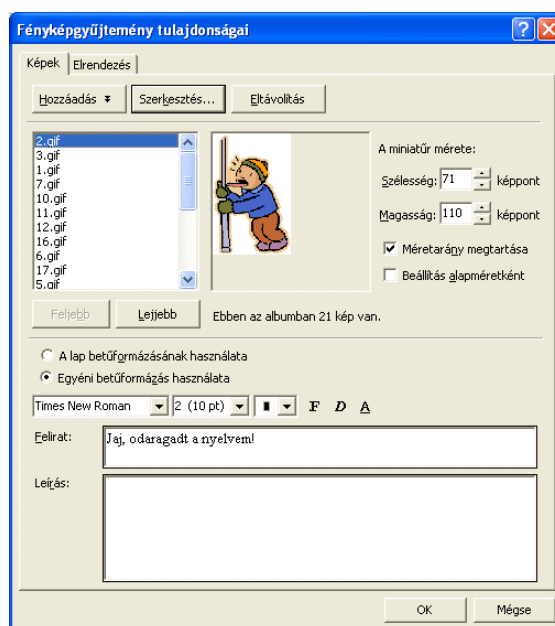 Fényképgyűjtemény tulajdonságai
Képek Elrendezés
Hozzáadás Szerkesztés... Eltávolítás
2.gif
3.gif
1.gif
7.gif
10.gif
11.gif
12.gif
16.gif
6.gif
17.gif
5.gif
A miniatűr mérete:
Szélesség: 71 képpont
Magasság: 110 képpont
Méretarány megtartása
Beállítás alapméretként
Feljebb Lejjebb Ebben az albumban 21 kép van.
A lap betűformázásának használata
Egyéni betűformázás használata
Times New Roman 2 (10 pt) F D A
Felirat: Jaj, odaragadt a nyelvem!
Leírás:
OK Mégse